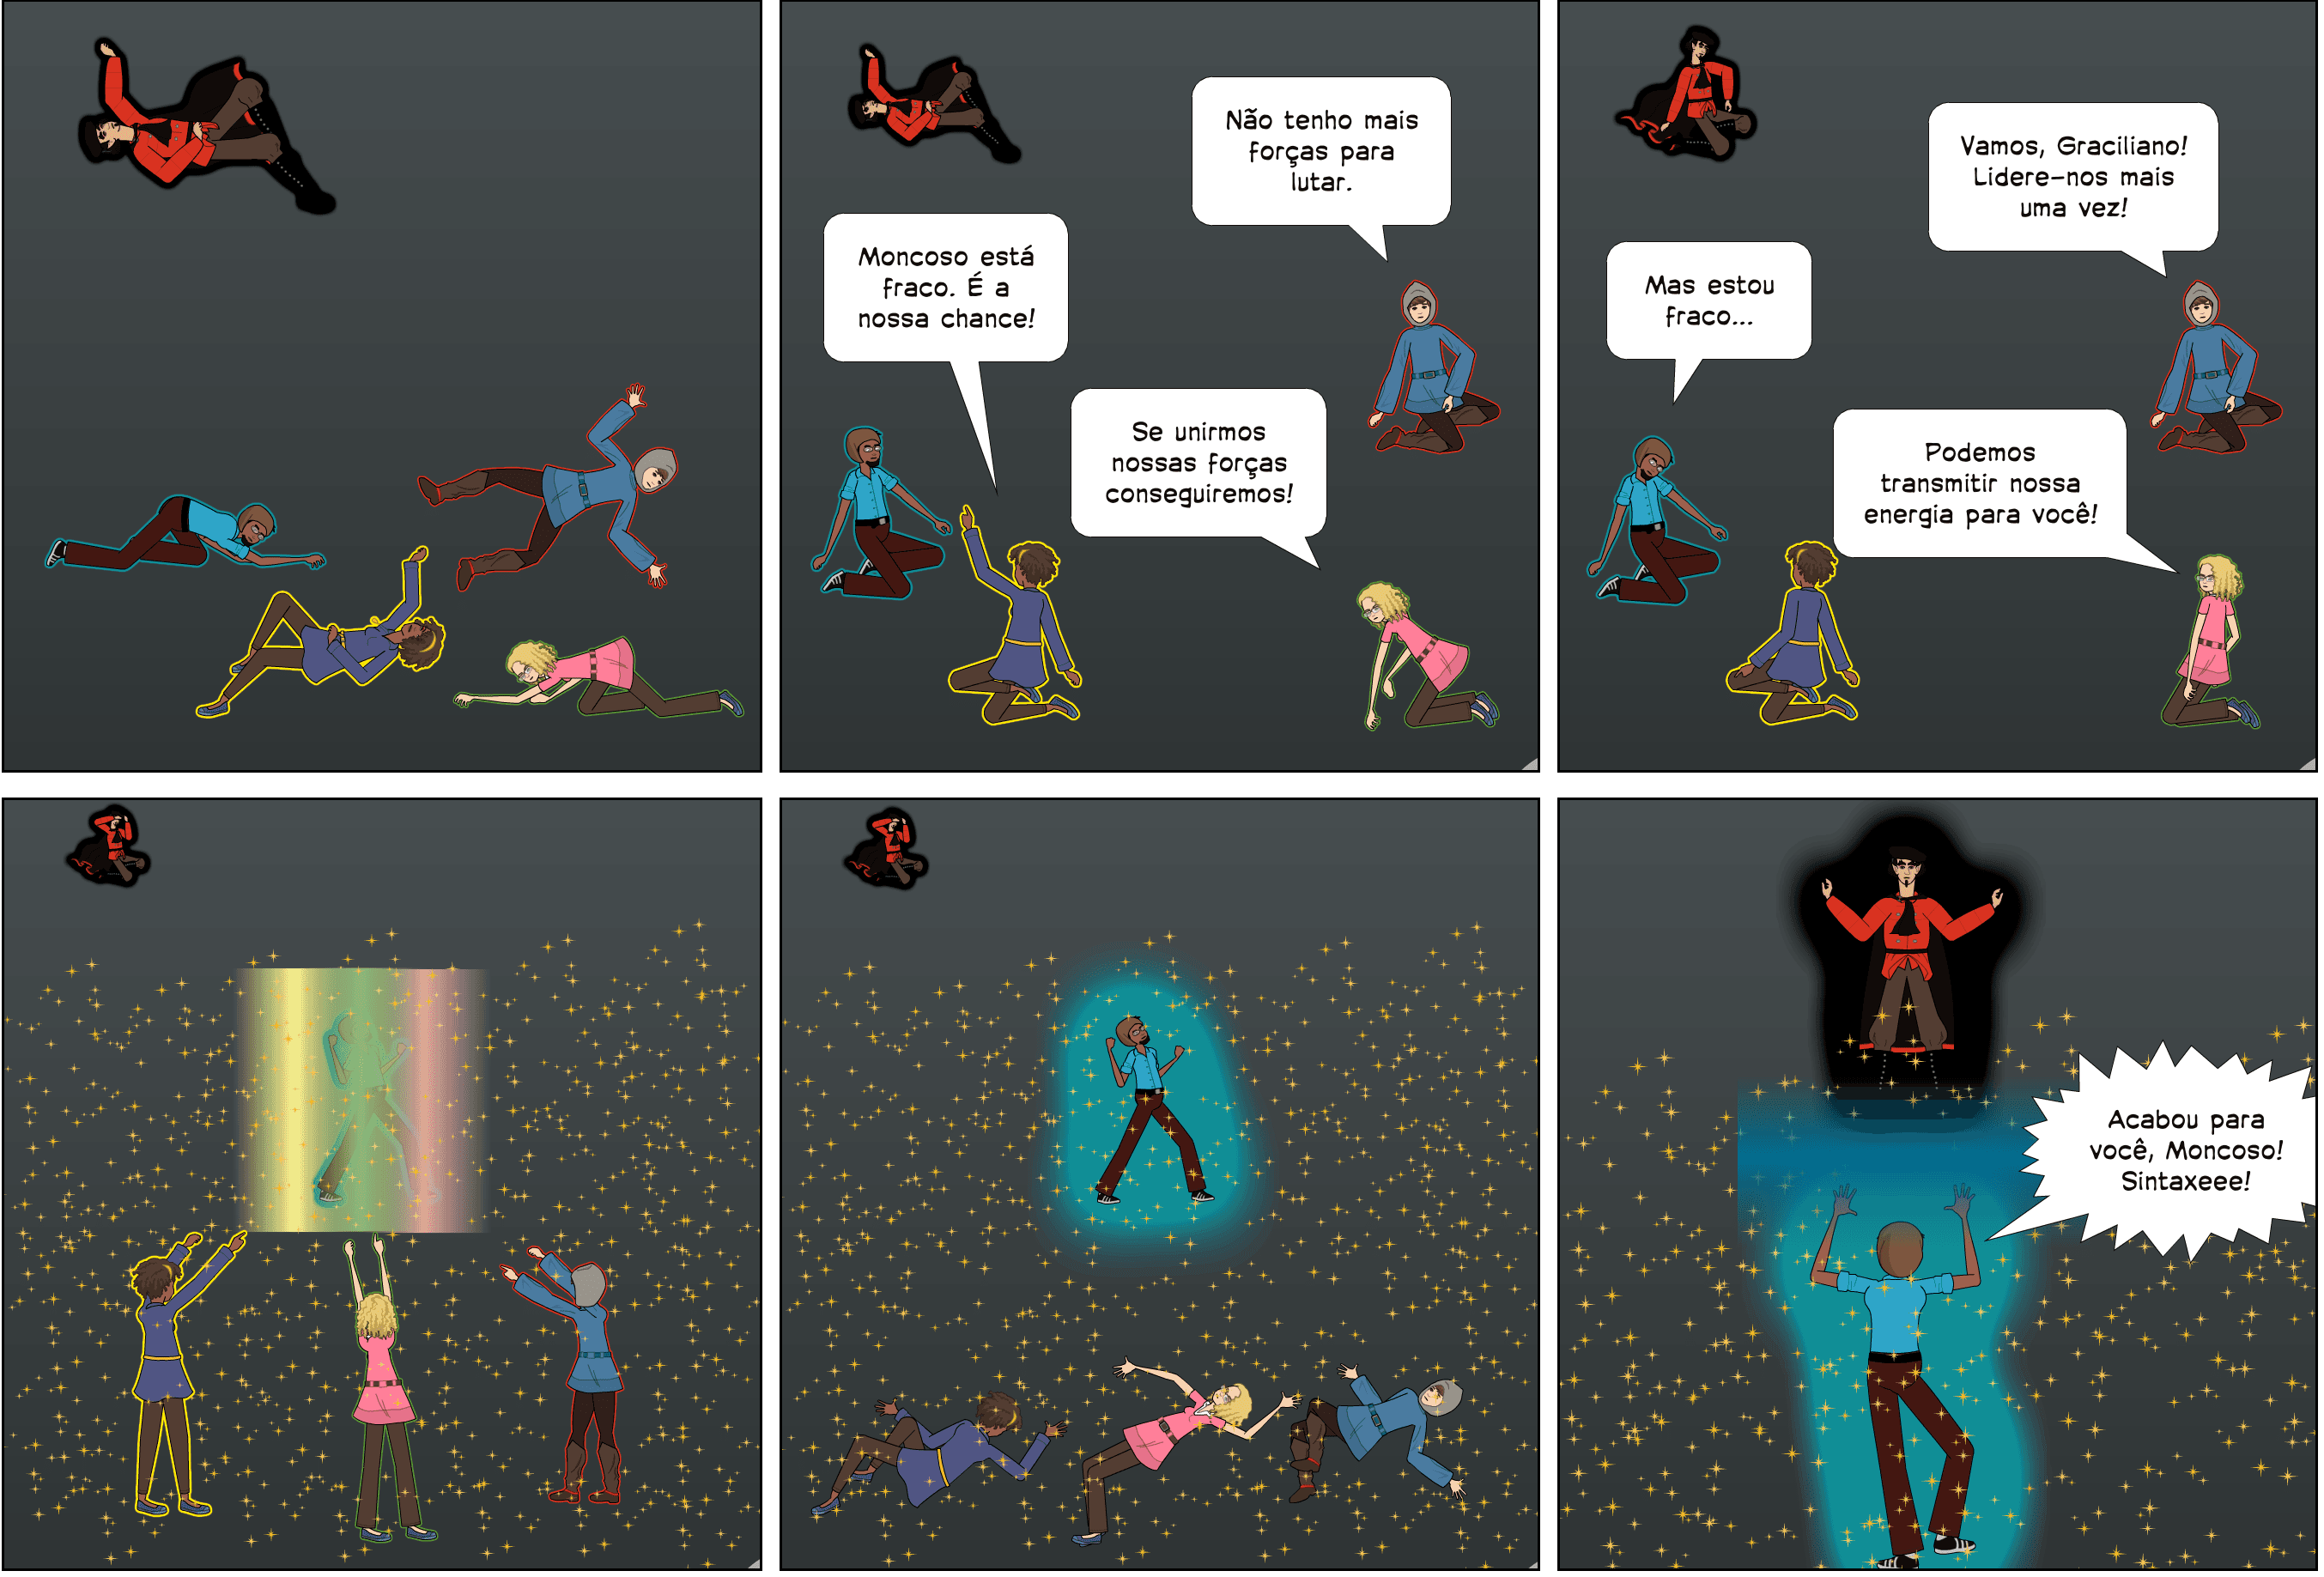 Não tenho mais
forças para
lutar.
Moncoso está
fraco. É a
nossa chance!
Se unirmos
nossas forças
conseguiremos!
Vamos, Graciliano!
Lidere-nos mais
uma vez!
Mas estou
fraco...
Podemos
transmitir nossa
energia para você!
Acabou para
você, Moncoso!
Sintaxeee!